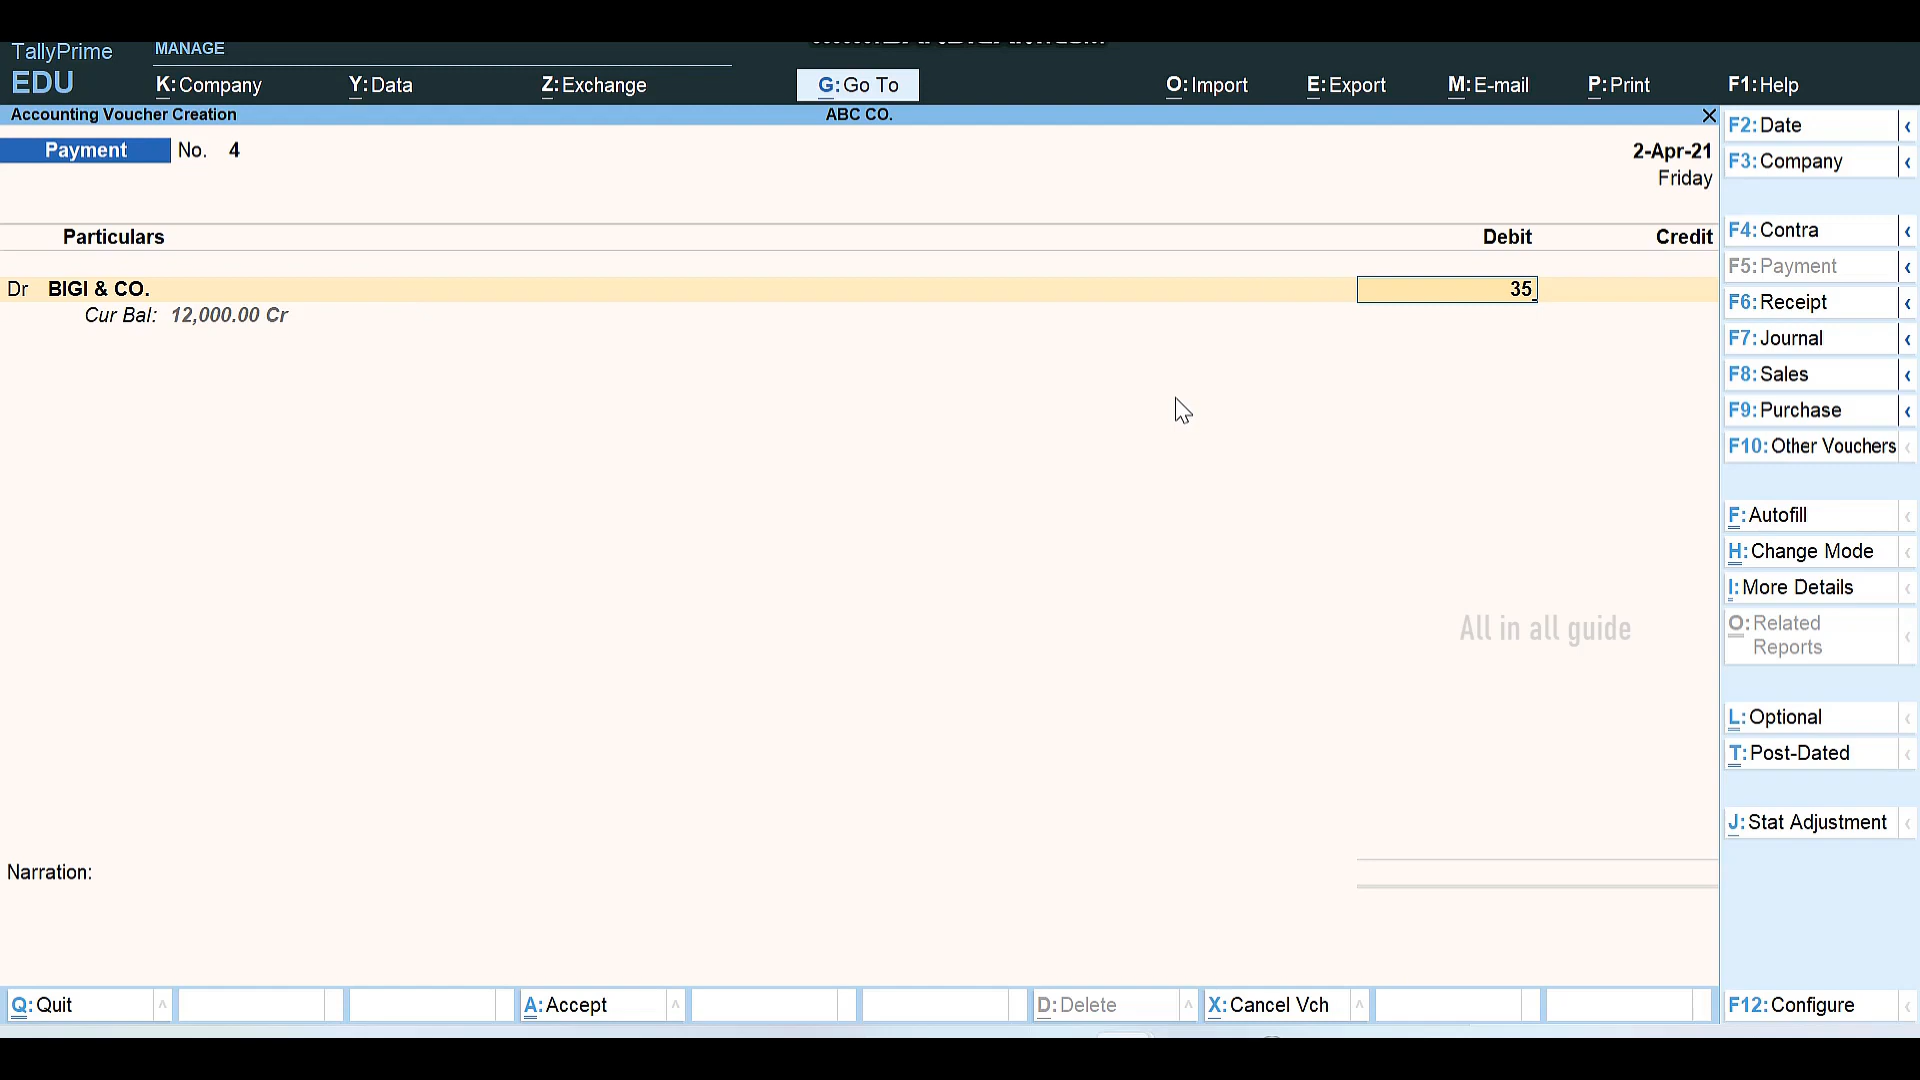 TallyPrime
MANAGE
EDU
K:Company
Y:Data
Z:Exchange
G:Go To
O:Import
E:Export
M:E-mail
P:Print
F1:Help
Accounting Voucher Creation
ABC CO.
Payment No. 4
2-Apr-21
Friday
Particulars Debit Credit
Dr BIGI & CO. 35
Cur Bal: 12,000.00 Cr
All in all guide
Narration:
F2:Date
F3:Company
F4:Contra
F5:Payment
F6:Receipt
F7:Journal
F8:Sales
F9:Purchase
F10:Other Vouchers
F:Autofill
H:Change Mode
I:More Details
O:Related
Reports
L:Optional
T:Post-Dated
J:Stat Adjustment
Q:Quit
A:Accept
D:Delete
X:Cancel Vch
F12:Configure